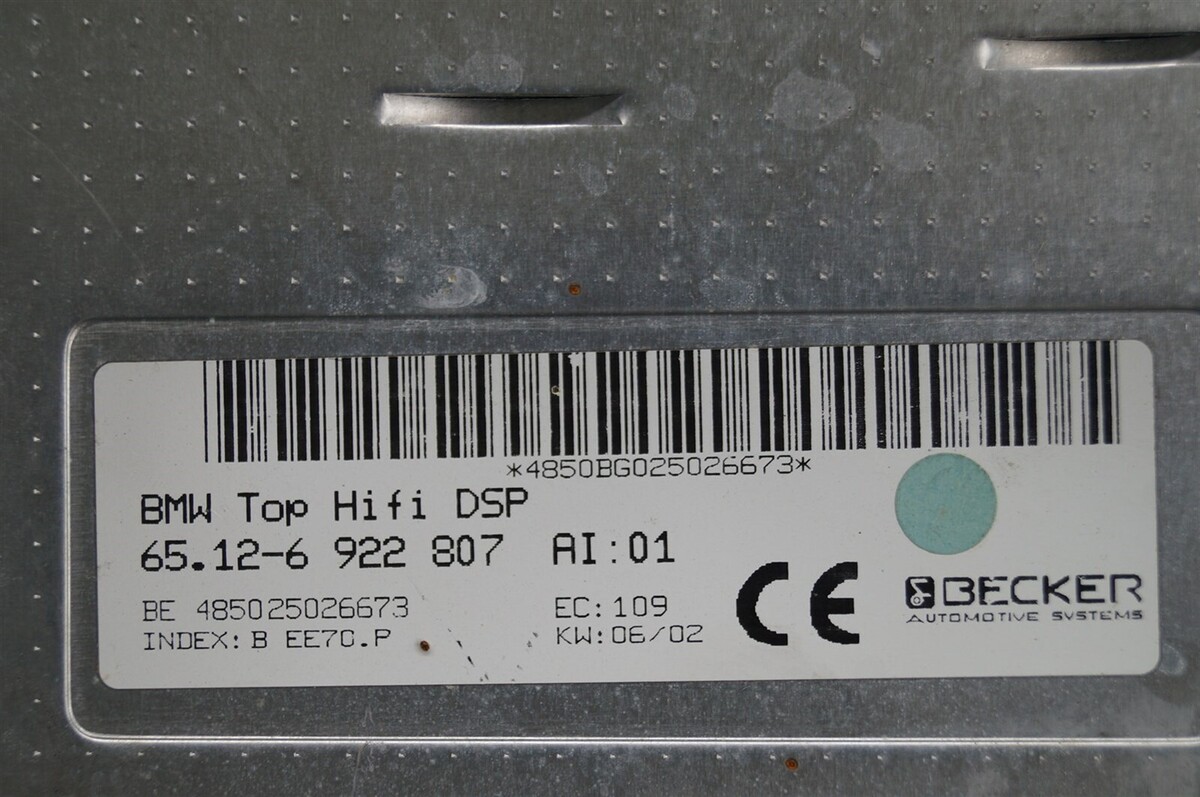 *4850BG025026673*
BMW Top Hifi DSP
65.12-6 922 807 AI:01
BE 485025026673 EC:109
INDEX:B EE70.P KW:06/02
CE
BECKER
AUTOMOTIVE SYSTEMS